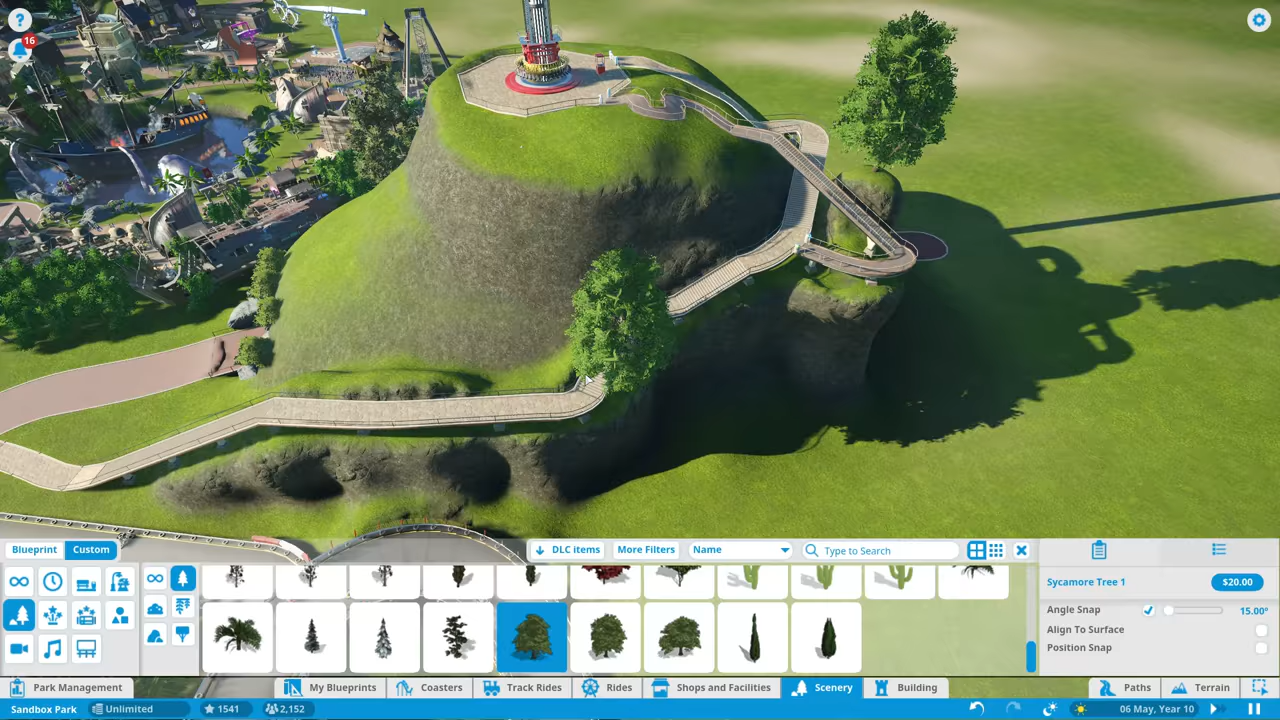 ?
16
Blueprint
Custom
DLC items
More Filters
Name
Type to Search
Sycamore Tree 1
$20.00
Angle Snap
15.00°
Align To Surface
Position Snap
Park Management
My Blueprints
Coasters
Track Rides
Rides
Shops and Facilities
Scenery
Building
Paths
Terrain
Sandbox Park
Unlimited
1541
2,152
06 May, Year 10